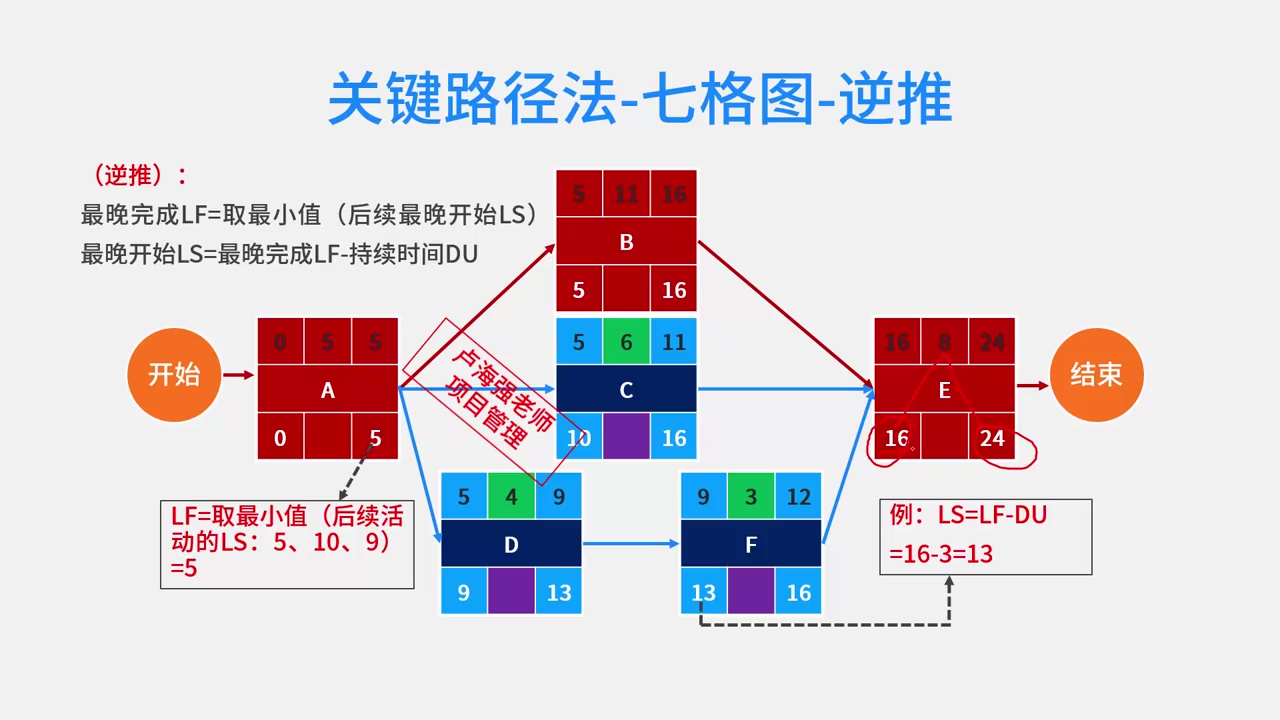 关键路径法-七格图-逆推
（逆推）：
最晚完成LF=取最小值（后续最晚开始LS）
最晚开始LS=最晚完成LF-持续时间DU
5 11 16
B
5 16
开始
0 5 5
A
0 5
卢海强老师
项目管理
5 6 11
C
10 16
16 8 24
E
16 24
结束
5 4 9
D
9 13
9 3 12
F
13 16
LF=取最小值（后续活
动的LS：5、10、9）
=5
例：LS=LF-DU
=16-3=13